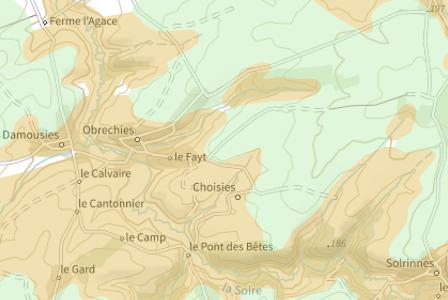 197
Ferme l'Agace
Damousies
Obrechies
le Fayt
le Calvaire
Choisies
le Cantonnier
le Camp
le Pont des Bêtes
186
Solrinnes
le Gard
la Solre